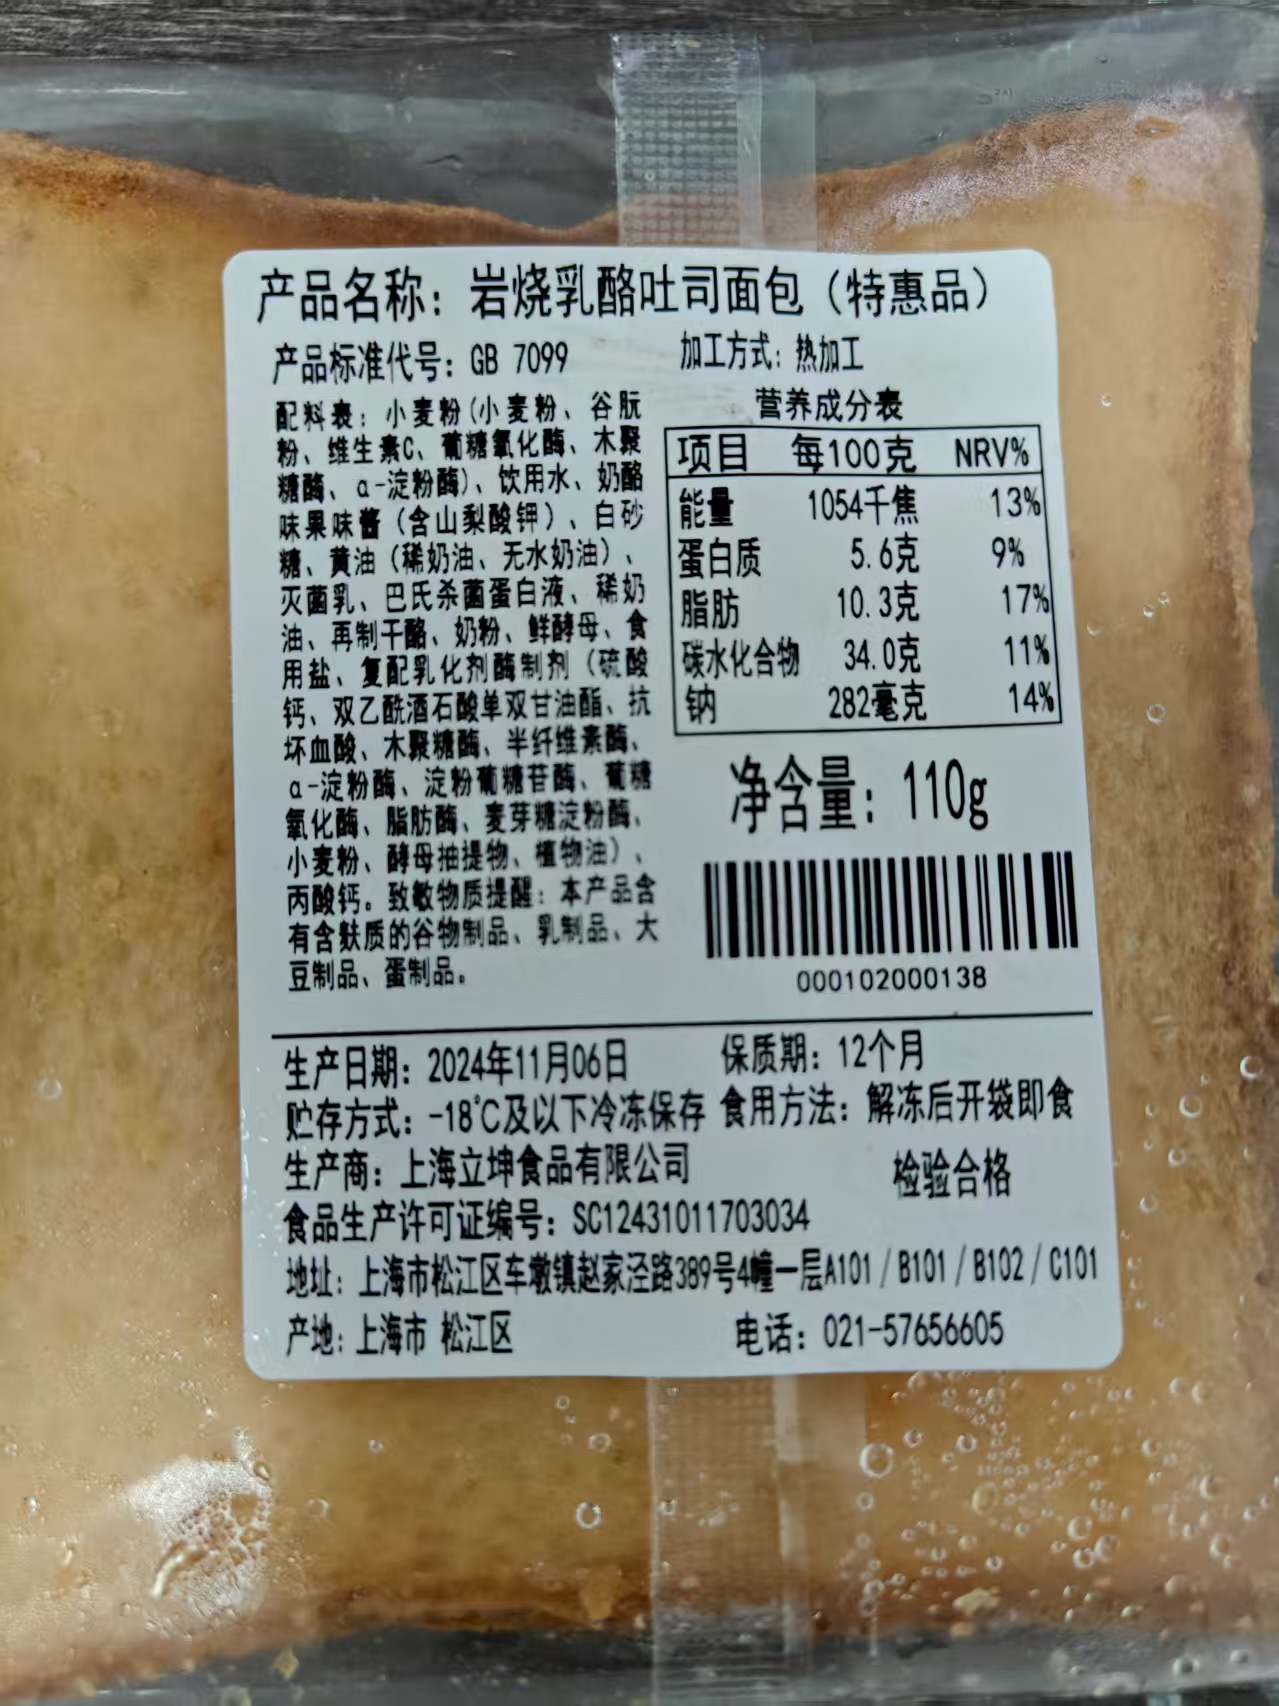 产品名称：岩烧乳酪吐司面包（特惠品）
产品标准代号：GB 7099
加工方式：热加工
配料表：小麦粉(小麦粉、谷朊
粉、维生素C、葡糖氧化酶、木聚
糖酶、α-淀粉酶)、饮用水、奶酪
味果味酱（含山梨酸钾）、白砂
糖、黄油（稀奶油、无水奶油）、
灭菌乳、巴氏杀菌蛋白液、稀奶
油、再制干酪、奶粉、鲜酵母、食
用盐、复配乳化剂酶制剂（硫酸
钙、双乙酰酒石酸单双甘油酯、抗
坏血酸、木聚糖酶、半纤维素酶、
α-淀粉酶、淀粉葡糖苷酶、葡糖
氧化酶、脂肪酶、麦芽糖淀粉酶、
小麦粉、酵母抽提物、植物油）、
丙酸钙。致敏物质提醒：本产品含
有含麸质的谷物制品、乳制品、大
豆制品、蛋制品。
营养成分表
项目 每100克 NRV%
能量 1054千焦 13%
蛋白质 5.6克 9%
脂肪 10.3克 17%
碳水化合物 34.0克 11%
钠 282毫克 14%
净含量：110g
000102000138
生产日期：2024年11月06日 保质期：12个月
贮存方式：-18℃及以下冷冻保存 食用方法：解冻后开袋即食
生产商：上海立坤食品有限公司 检验合格
食品生产许可证编号：SC12431011703034
地址：上海市松江区车墩镇赵家泾路389号4幢一层A101/B101/B102/C101
产地：上海市 松江区 电话：021-57656605